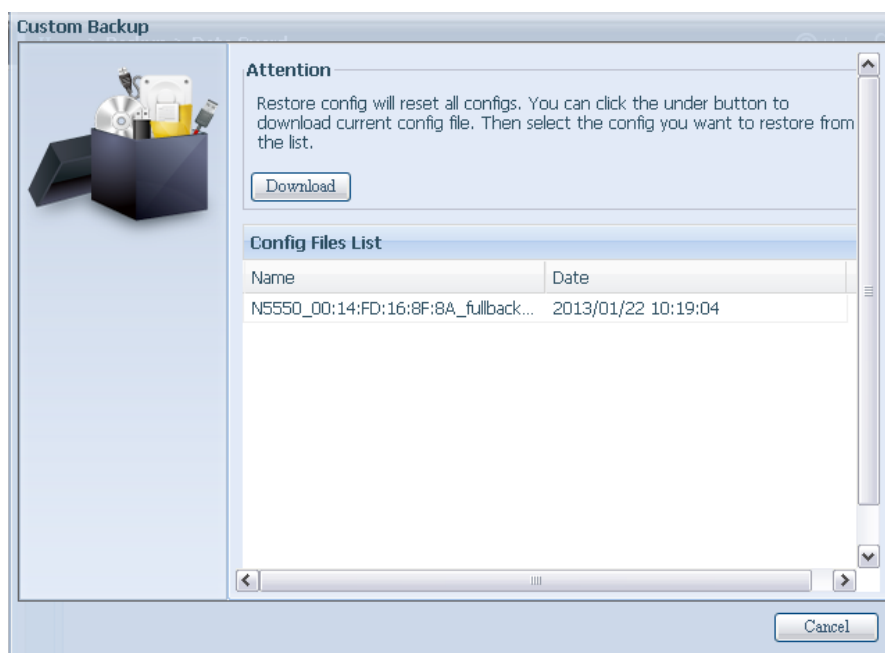 Custom Backup
Attention
Restore config will reset all configs. You can click the under button to
download current config file. Then select the config you want to restore from
the list.
Download
Config Files List
Name Date
N5550_00:14:FD:16:8F:8A_fullback... 2013/01/22 10:19:04
Cancel